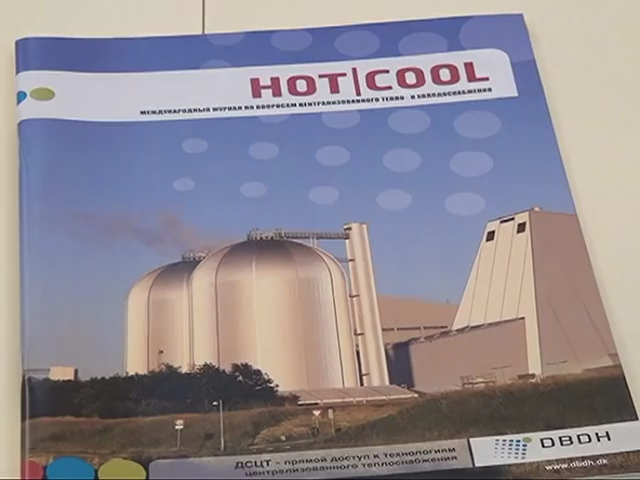 HOT|COOL
МЕЖДУНАРОДНЫЙ ЖУРНАЛ ПО ВОПРОСАМ ЦЕНТРАЛИЗОВАННОГО ТЕПЛО - И ХОЛОДОСНАБЖЕНИЯ
ДСЦТ – прямой доступ к технологиям
централизованного теплоснабжения
DBDH
www.dbdh.dk